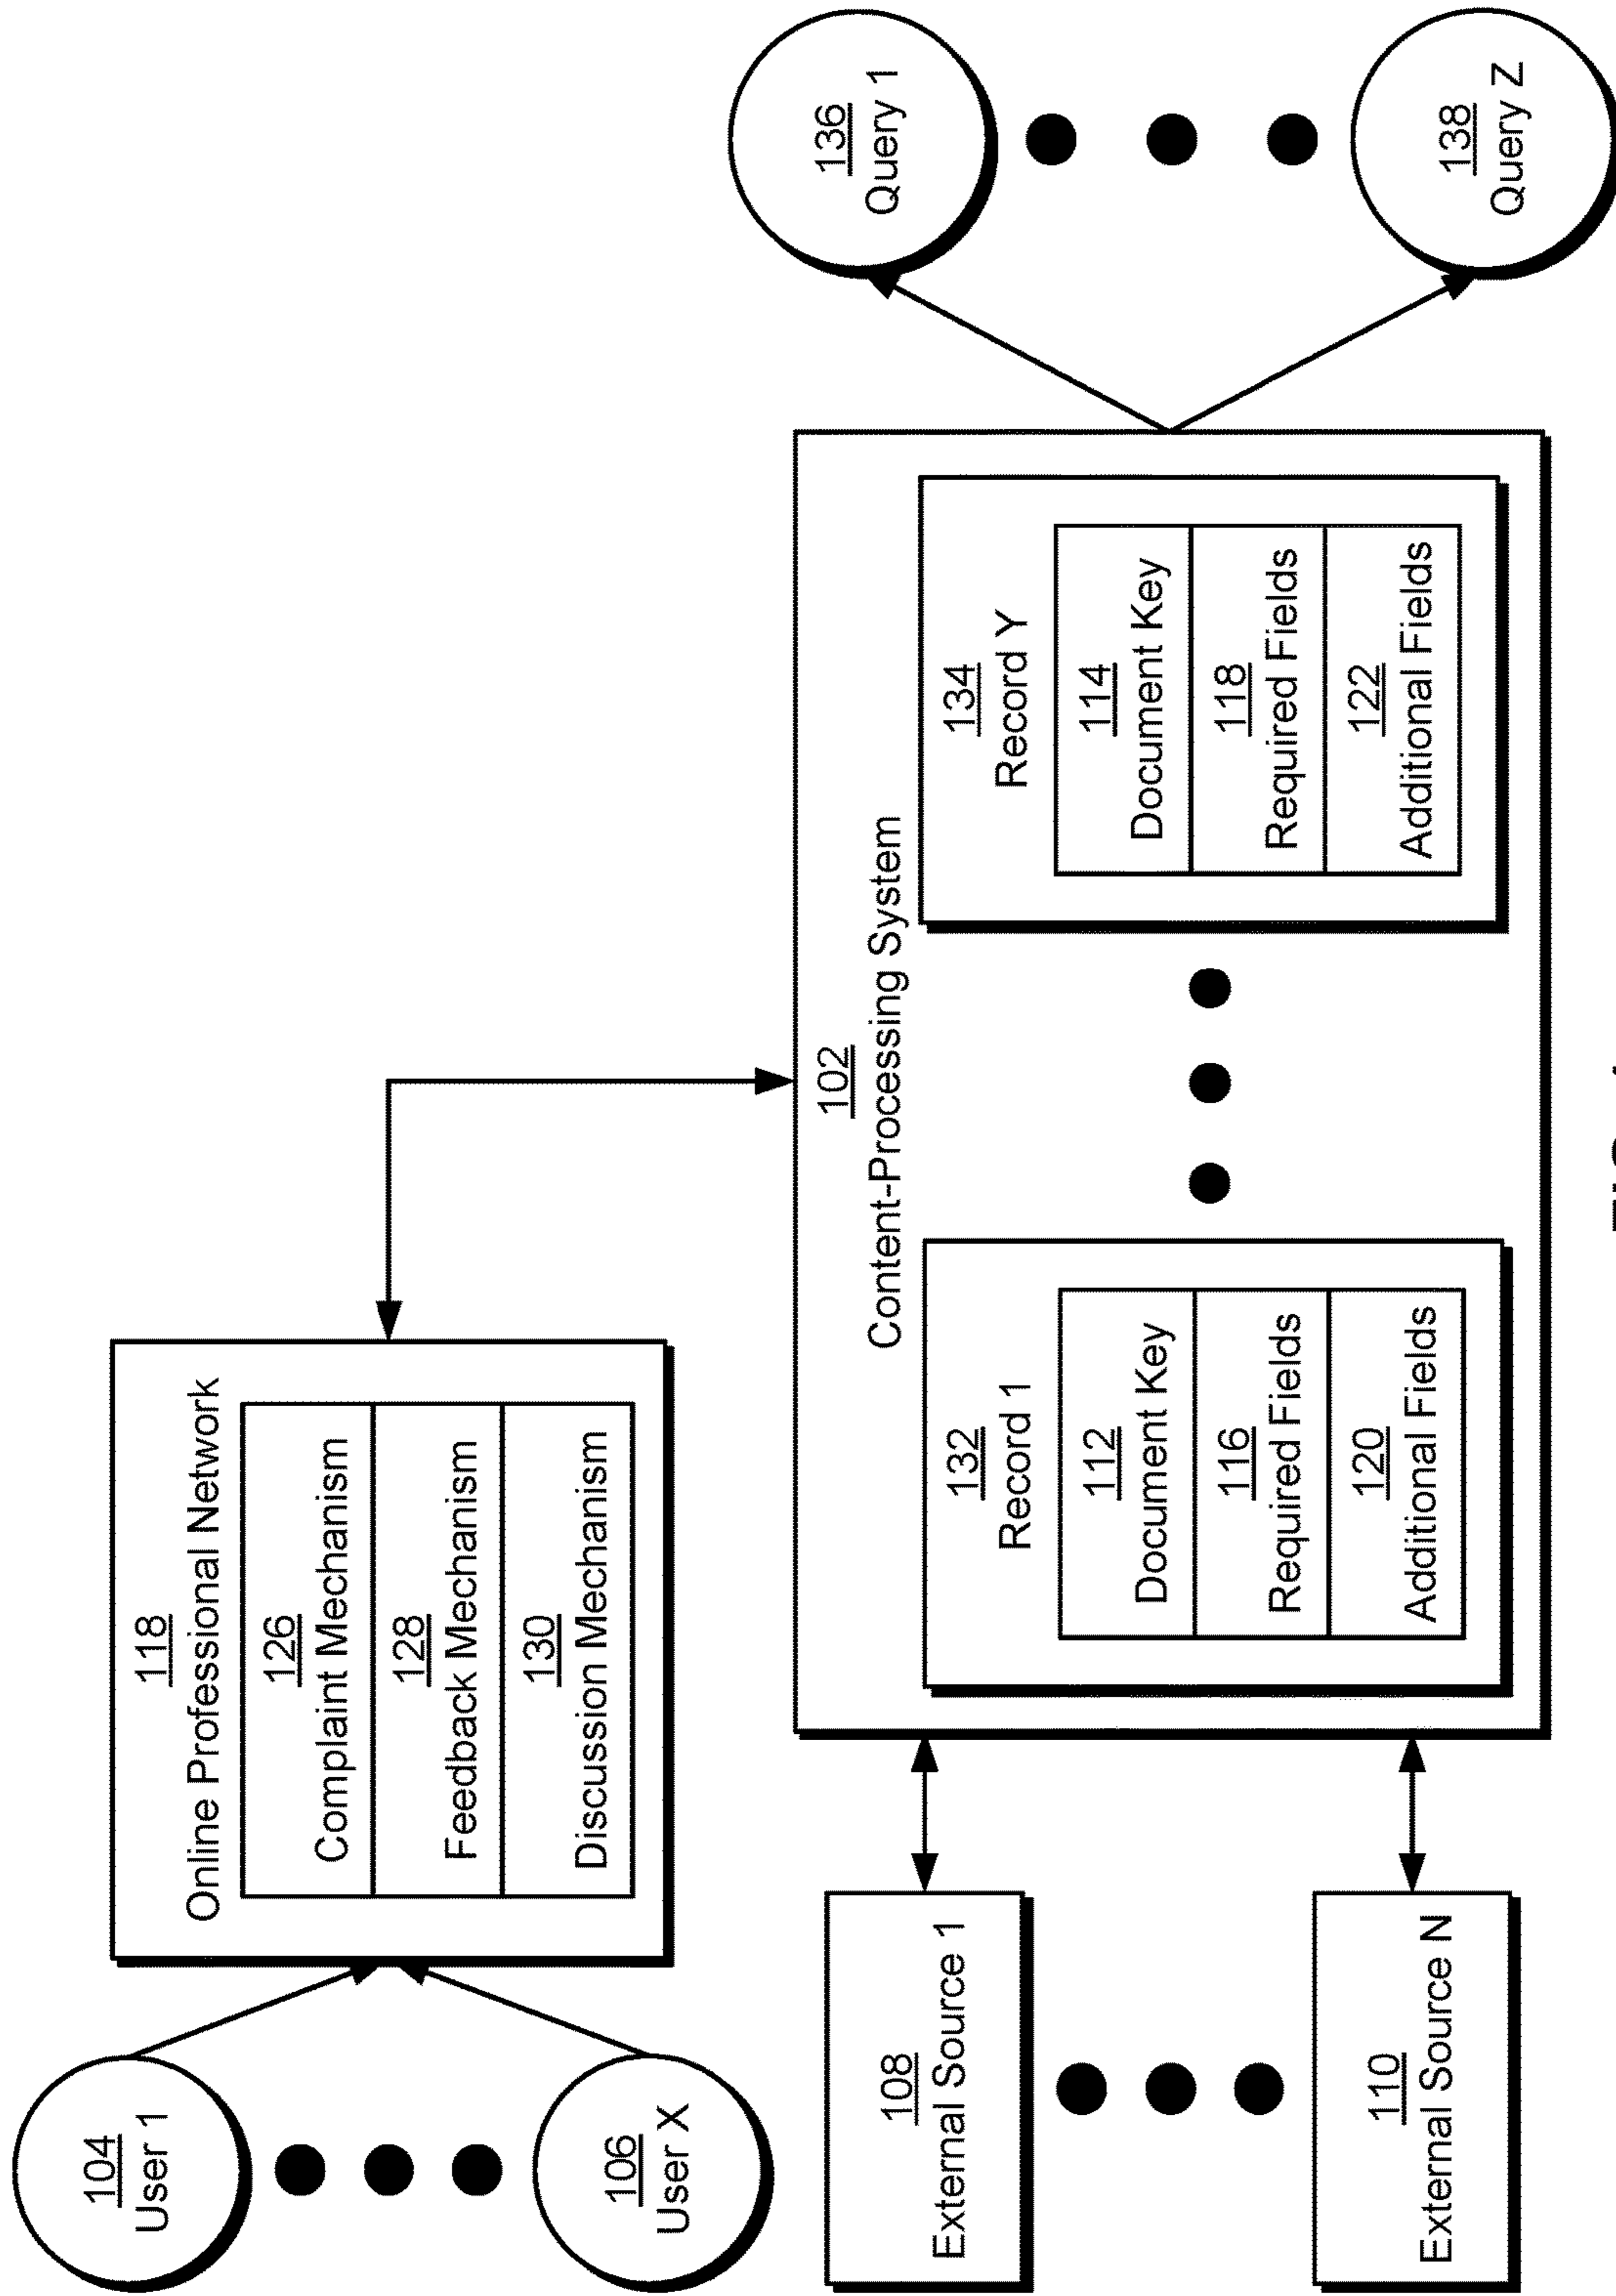 104
User 1
106
User X
118
Online Professional Network
126
Complaint Mechanism
128
Feedback Mechanism
130
Discussion Mechanism
108
External Source 1
110
External Source N
102
Content-Processing System
132
Record 1
112
Document Key
116
Required Fields
120
Additional Fields
134
Record Y
114
Document Key
118
Required Fields
122
Additional Fields
136
Query 1
138
Query Z